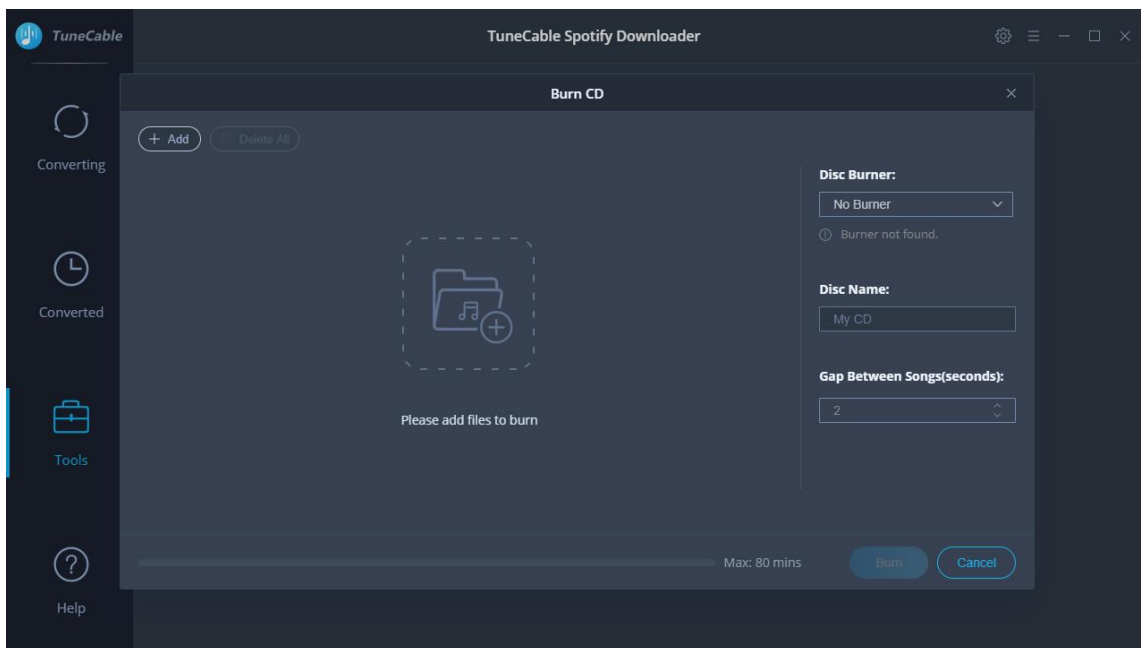 TuneCable
TuneCable Spotify Downloader
Burn CD
+ Add
Delete All
Converting
Converted
Tools
Help
Please add files to burn
Disc Burner:
No Burner
Burner not found.
Disc Name:
My CD
Gap Between Songs(seconds):
2
Max: 80 mins
Burn
Cancel